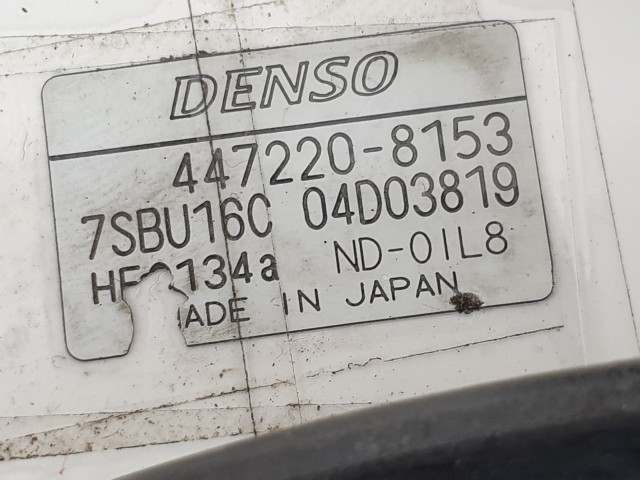 DENSO
447220-8153
7SBU16C 04D03819
ND-OIL8
IN JAPAN